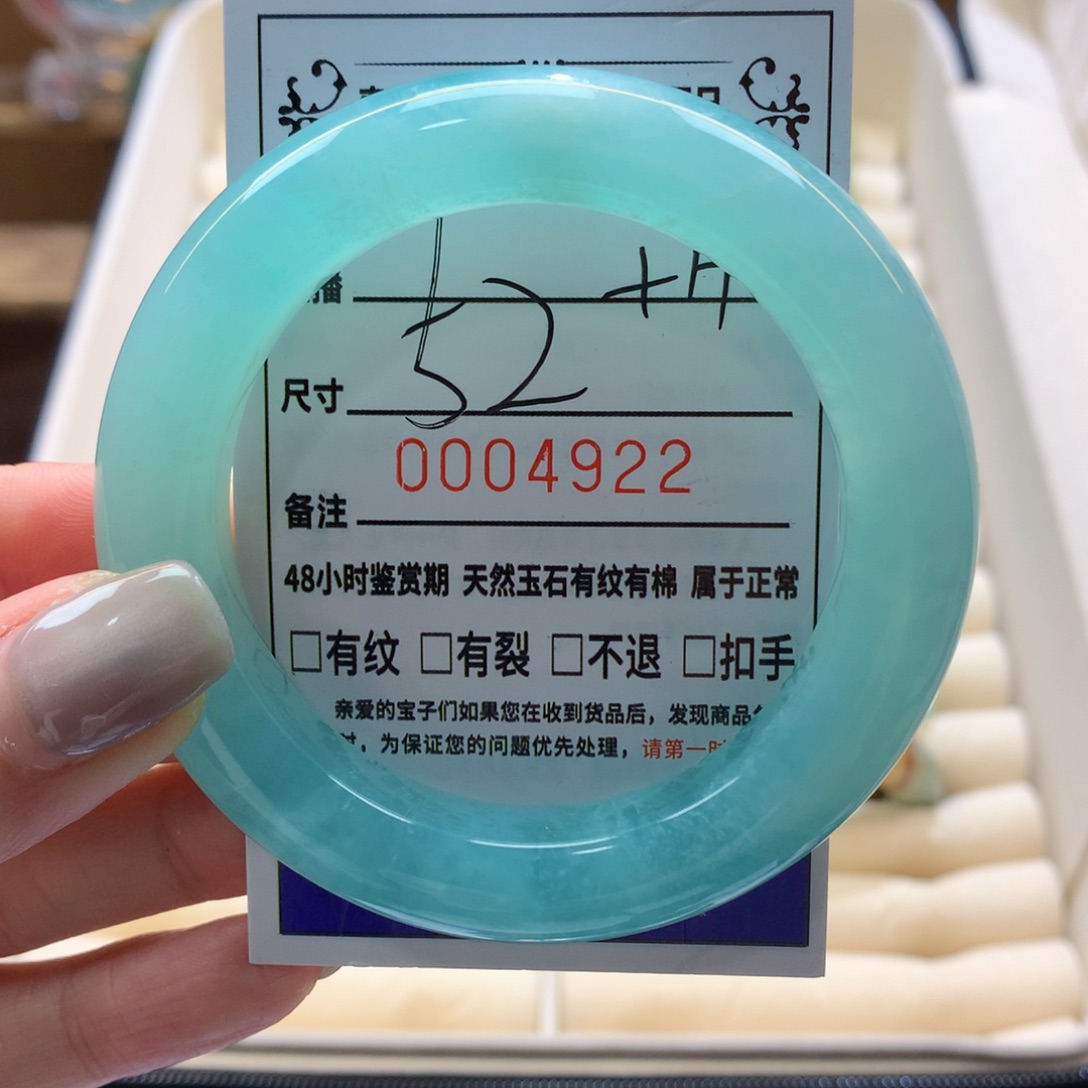 播
尺寸 52
0004922
备注
48小时鉴赏期 天然玉石有纹有棉 属于正常
□有纹 □有裂 □不退 □扣手
亲爱的宝子们如果您在收到货品后，发现商品
，为保证您的问题优先处理，请第一时